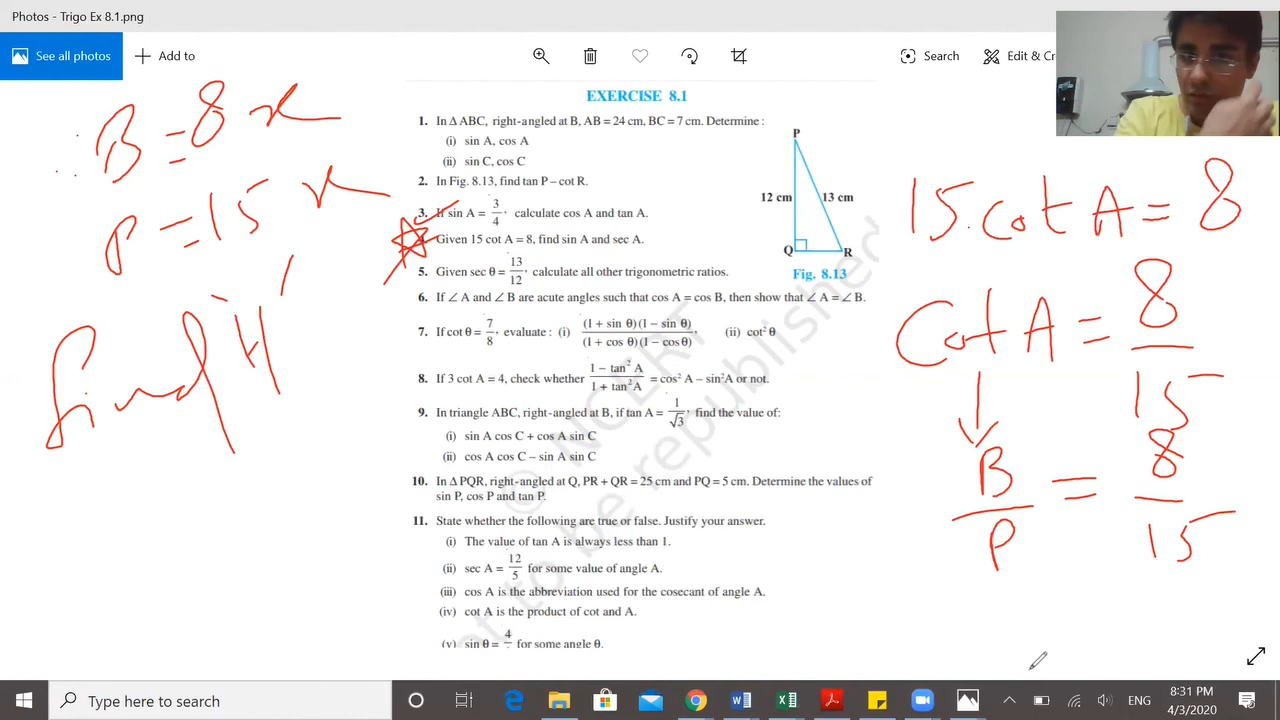 Photos - Trigo Ex 8.1.png
See all photos
Add to
Search
Edit & Cr
EXERCISE 8.1
1. In Δ ABC, right-angled at B, AB = 24 cm, BC = 7 cm. Determine :
(i) sin A, cos A
(ii) sin C, cos C
2. In Fig. 8.13, find tan P – cot R.
3. If sin A = 3/4, calculate cos A and tan A.
4. Given 15 cot A = 8, find sin A and sec A.
5. Given sec θ = 13/12, calculate all other trigonometric ratios.
6. If ∠ A and ∠ B are acute angles such that cos A = cos B, then show that ∠ A = ∠ B.
7. If cot θ = 7/8, evaluate : (i) (1 + sin θ)(1 – sin θ)/(1 + cos θ)(1 – cos θ), (ii) cot² θ
8. If 3 cot A = 4, check whether (1 – tan² A)/(1 + tan² A) = cos² A – sin² A or not.
9. In triangle ABC, right-angled at B, if tan A = 1/√3, find the value of:
(i) sin A cos C + cos A sin C
(ii) cos A cos C – sin A sin C
10. In Δ PQR, right-angled at Q, PR + QR = 25 cm and PQ = 5 cm. Determine the values of
sin P, cos P and tan P.
11. State whether the following are true or false. Justify your answer.
(i) The value of tan A is always less than 1.
(ii) sec A = 12/5 for some value of angle A.
(iii) cos A is the abbreviation used for the cosecant of angle A.
(iv) cot A is the product of cot and A.
(v) sin θ = 4/ for some angle θ.
P
12 cm
13 cm
Q
R
Fig. 8.13
© NCERT
to be republished
B = 8x
P = 15x
find 'H'
15 cot A = 8
cot A = 8/15
B/P = 8/15
Type here to search
ENG
8:31 PM
4/3/2020